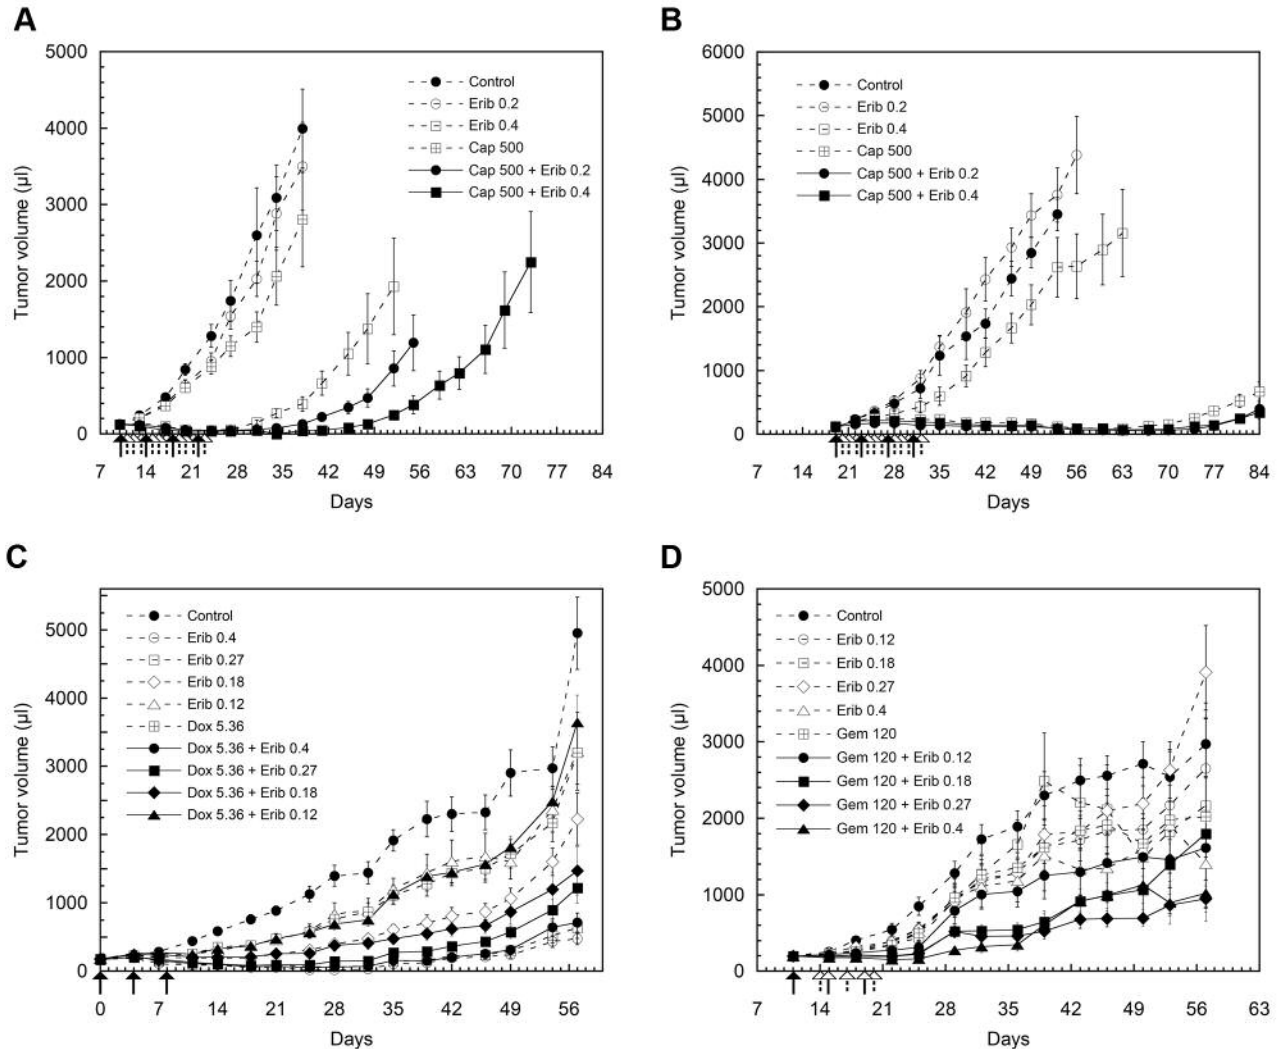 A
5000
4000
3000
2000
1000
0
Tumor volume (µl)
Control
Erib 0.2
Erib 0.4
Cap 500
Cap 500 + Erib 0.2
Cap 500 + Erib 0.4
7 14 21 28 35 42 49 56 63 70 77 84
Days
B
6000
5000
4000
3000
2000
1000
0
Tumor volume (µl)
Control
Erib 0.2
Erib 0.4
Cap 500
Cap 500 + Erib 0.2
Cap 500 + Erib 0.4
7 14 21 28 35 42 49 56 63 70 77 84
Days
C
5000
4000
3000
2000
1000
0
Tumor volume (µl)
Control
Erib 0.4
Erib 0.27
Erib 0.18
Erib 0.12
Dox 5.36
Dox 5.36 + Erib 0.4
Dox 5.36 + Erib 0.27
Dox 5.36 + Erib 0.18
Dox 5.36 + Erib 0.12
0 7 14 21 28 35 42 49 56
Days
D
5000
4000
3000
2000
1000
0
Tumor volume (µl)
Control
Erib 0.12
Erib 0.18
Erib 0.27
Erib 0.4
Gem 120
Gem 120 + Erib 0.12
Gem 120 + Erib 0.18
Gem 120 + Erib 0.27
Gem 120 + Erib 0.4
7 14 21 28 35 42 49 56 63
Days